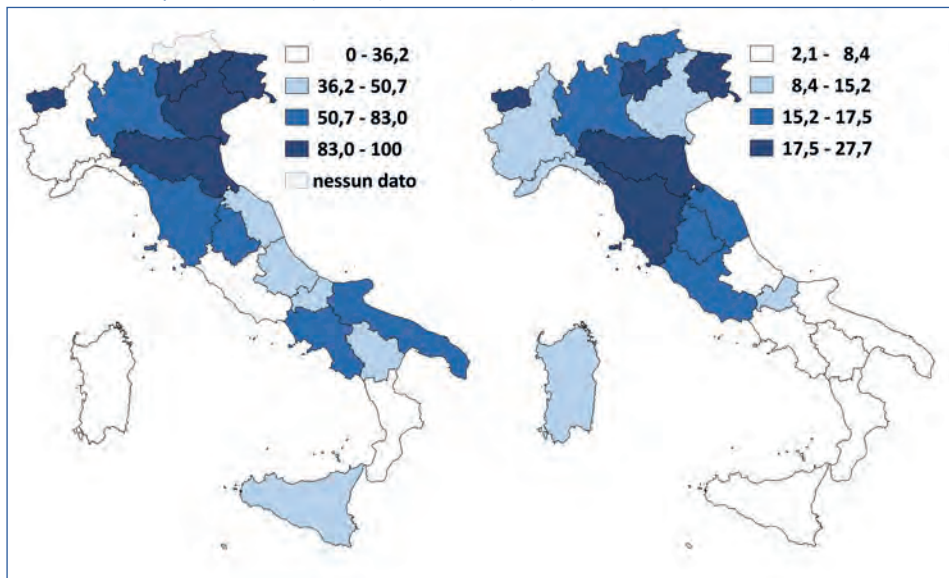 0 - 36,2
36,2 - 50,7
50,7 - 83,0
83,0 - 100
nessun dato
2,1 - 8,4
8,4 - 15,2
15,2 - 17,5
17,5 - 27,7